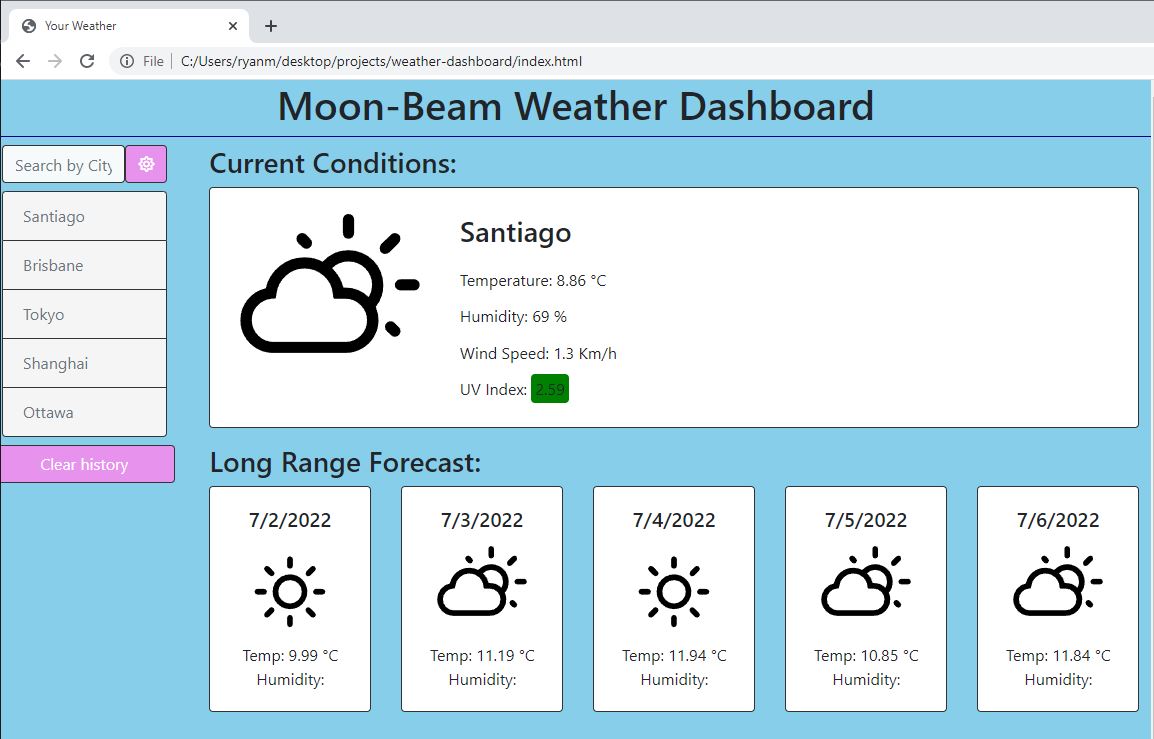 Your Weather
File C:/Users/ryanm/desktop/projects/weather-dashboard/index.html
Moon-Beam Weather Dashboard
Search by City
Santiago
Brisbane
Tokyo
Shanghai
Ottawa
Clear history
Current Conditions:
Santiago
Temperature: 8.86 °C
Humidity: 69 %
Wind Speed: 1.3 Km/h
UV Index: 2.59
Long Range Forecast:
7/2/2022
Temp: 9.99 °C
Humidity:
7/3/2022
Temp: 11.19 °C
Humidity:
7/4/2022
Temp: 11.94 °C
Humidity:
7/5/2022
Temp: 10.85 °C
Humidity:
7/6/2022
Temp: 11.84 °C
Humidity: